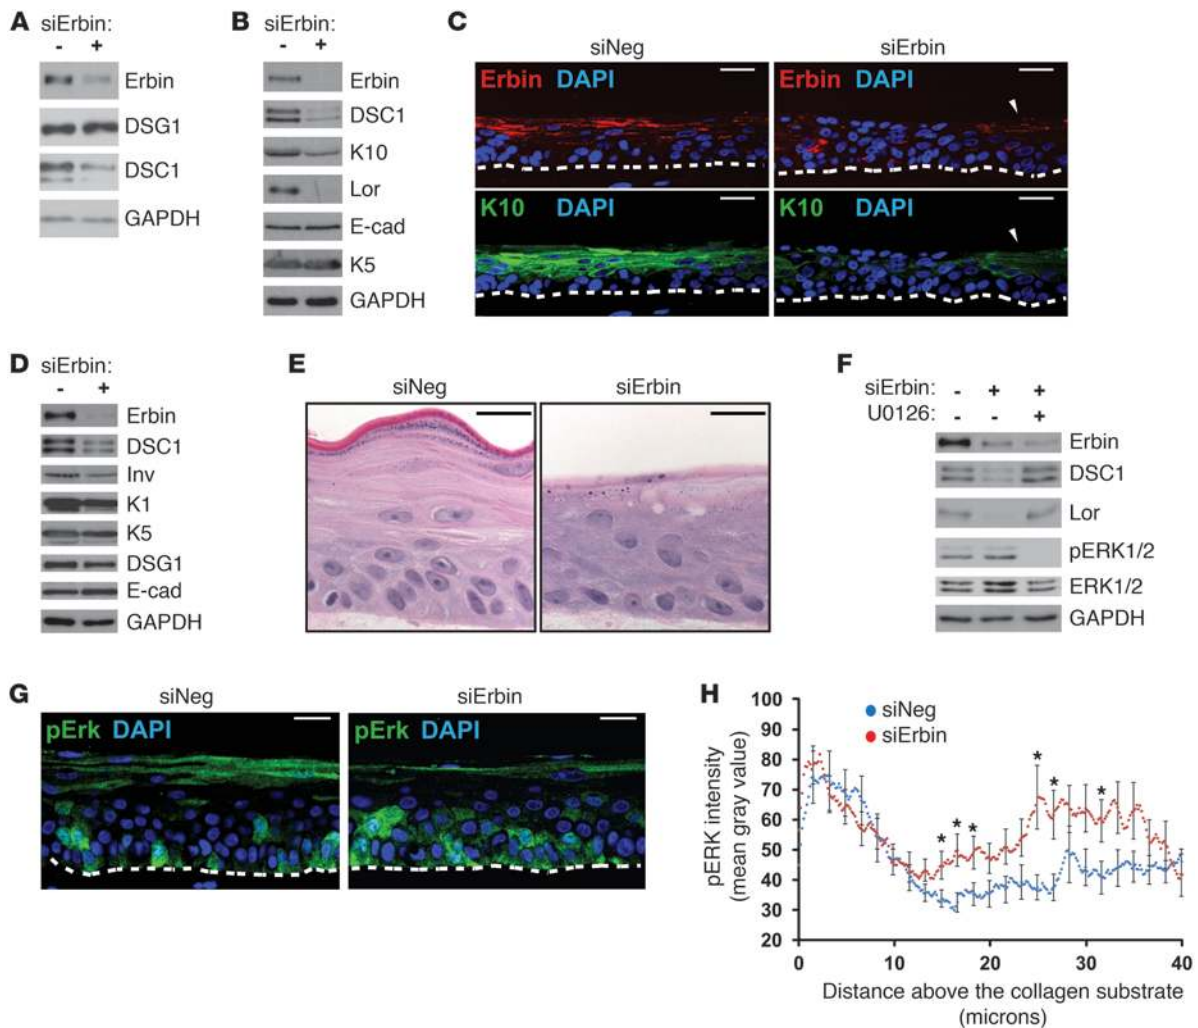 A
siErbin:
- +
Erbin
DSG1
DSC1
GAPDH
B
siErbin:
- +
Erbin
DSC1
K10
Lor
E-cad
K5
GAPDH
C
siNeg siErbin
Erbin DAPI Erbin DAPI
K10 DAPI K10 DAPI
D
siErbin:
- +
Erbin
DSC1
Inv
K1
K5
DSG1
E-cad
GAPDH
E
siNeg siErbin
F
siErbin: - + +
U0126: - - +
Erbin
DSC1
Lor
pERK1/2
ERK1/2
GAPDH
G
siNeg siErbin
pErk DAPI pErk DAPI
H
siNeg
siErbin
pERK intensity
(mean gray value)
100
90
80
70
60
50
40
30
20
* * * * * *
0 10 20 30 40
Distance above the collagen substrate
(microns)